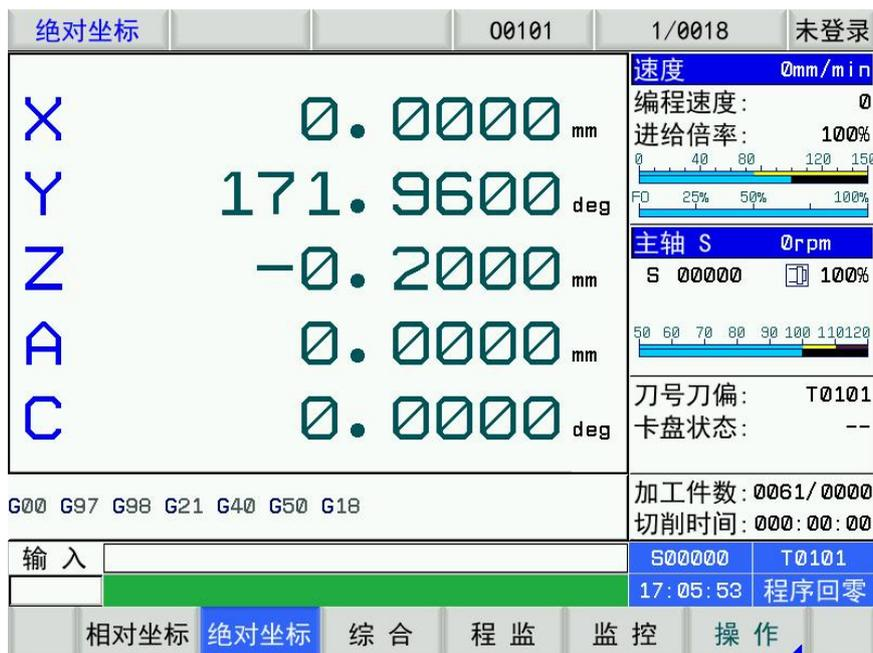 绝对坐标 O0101 1/0018 未登录
X 0.0000 mm
Y 171.9600 deg
Z -0.2000 mm
A 0.0000 mm
C 0.0000 deg
速度 0mm/min
编程速度: 0
进给倍率: 100%
0 40 80 120 150
FO 25% 50% 100%
主轴 S 0rpm
S 00000 100%
50 60 70 80 90 100 110120
刀号刀偏: T0101
卡盘状态: --
G00 G97 G98 G21 G40 G50 G18
加工件数:0061/0000
切削时间:000:00:00
输 入
S00000 T0101
17:05:53 程序回零
相对坐标 绝对坐标 综 合 程 监 监 控 操 作